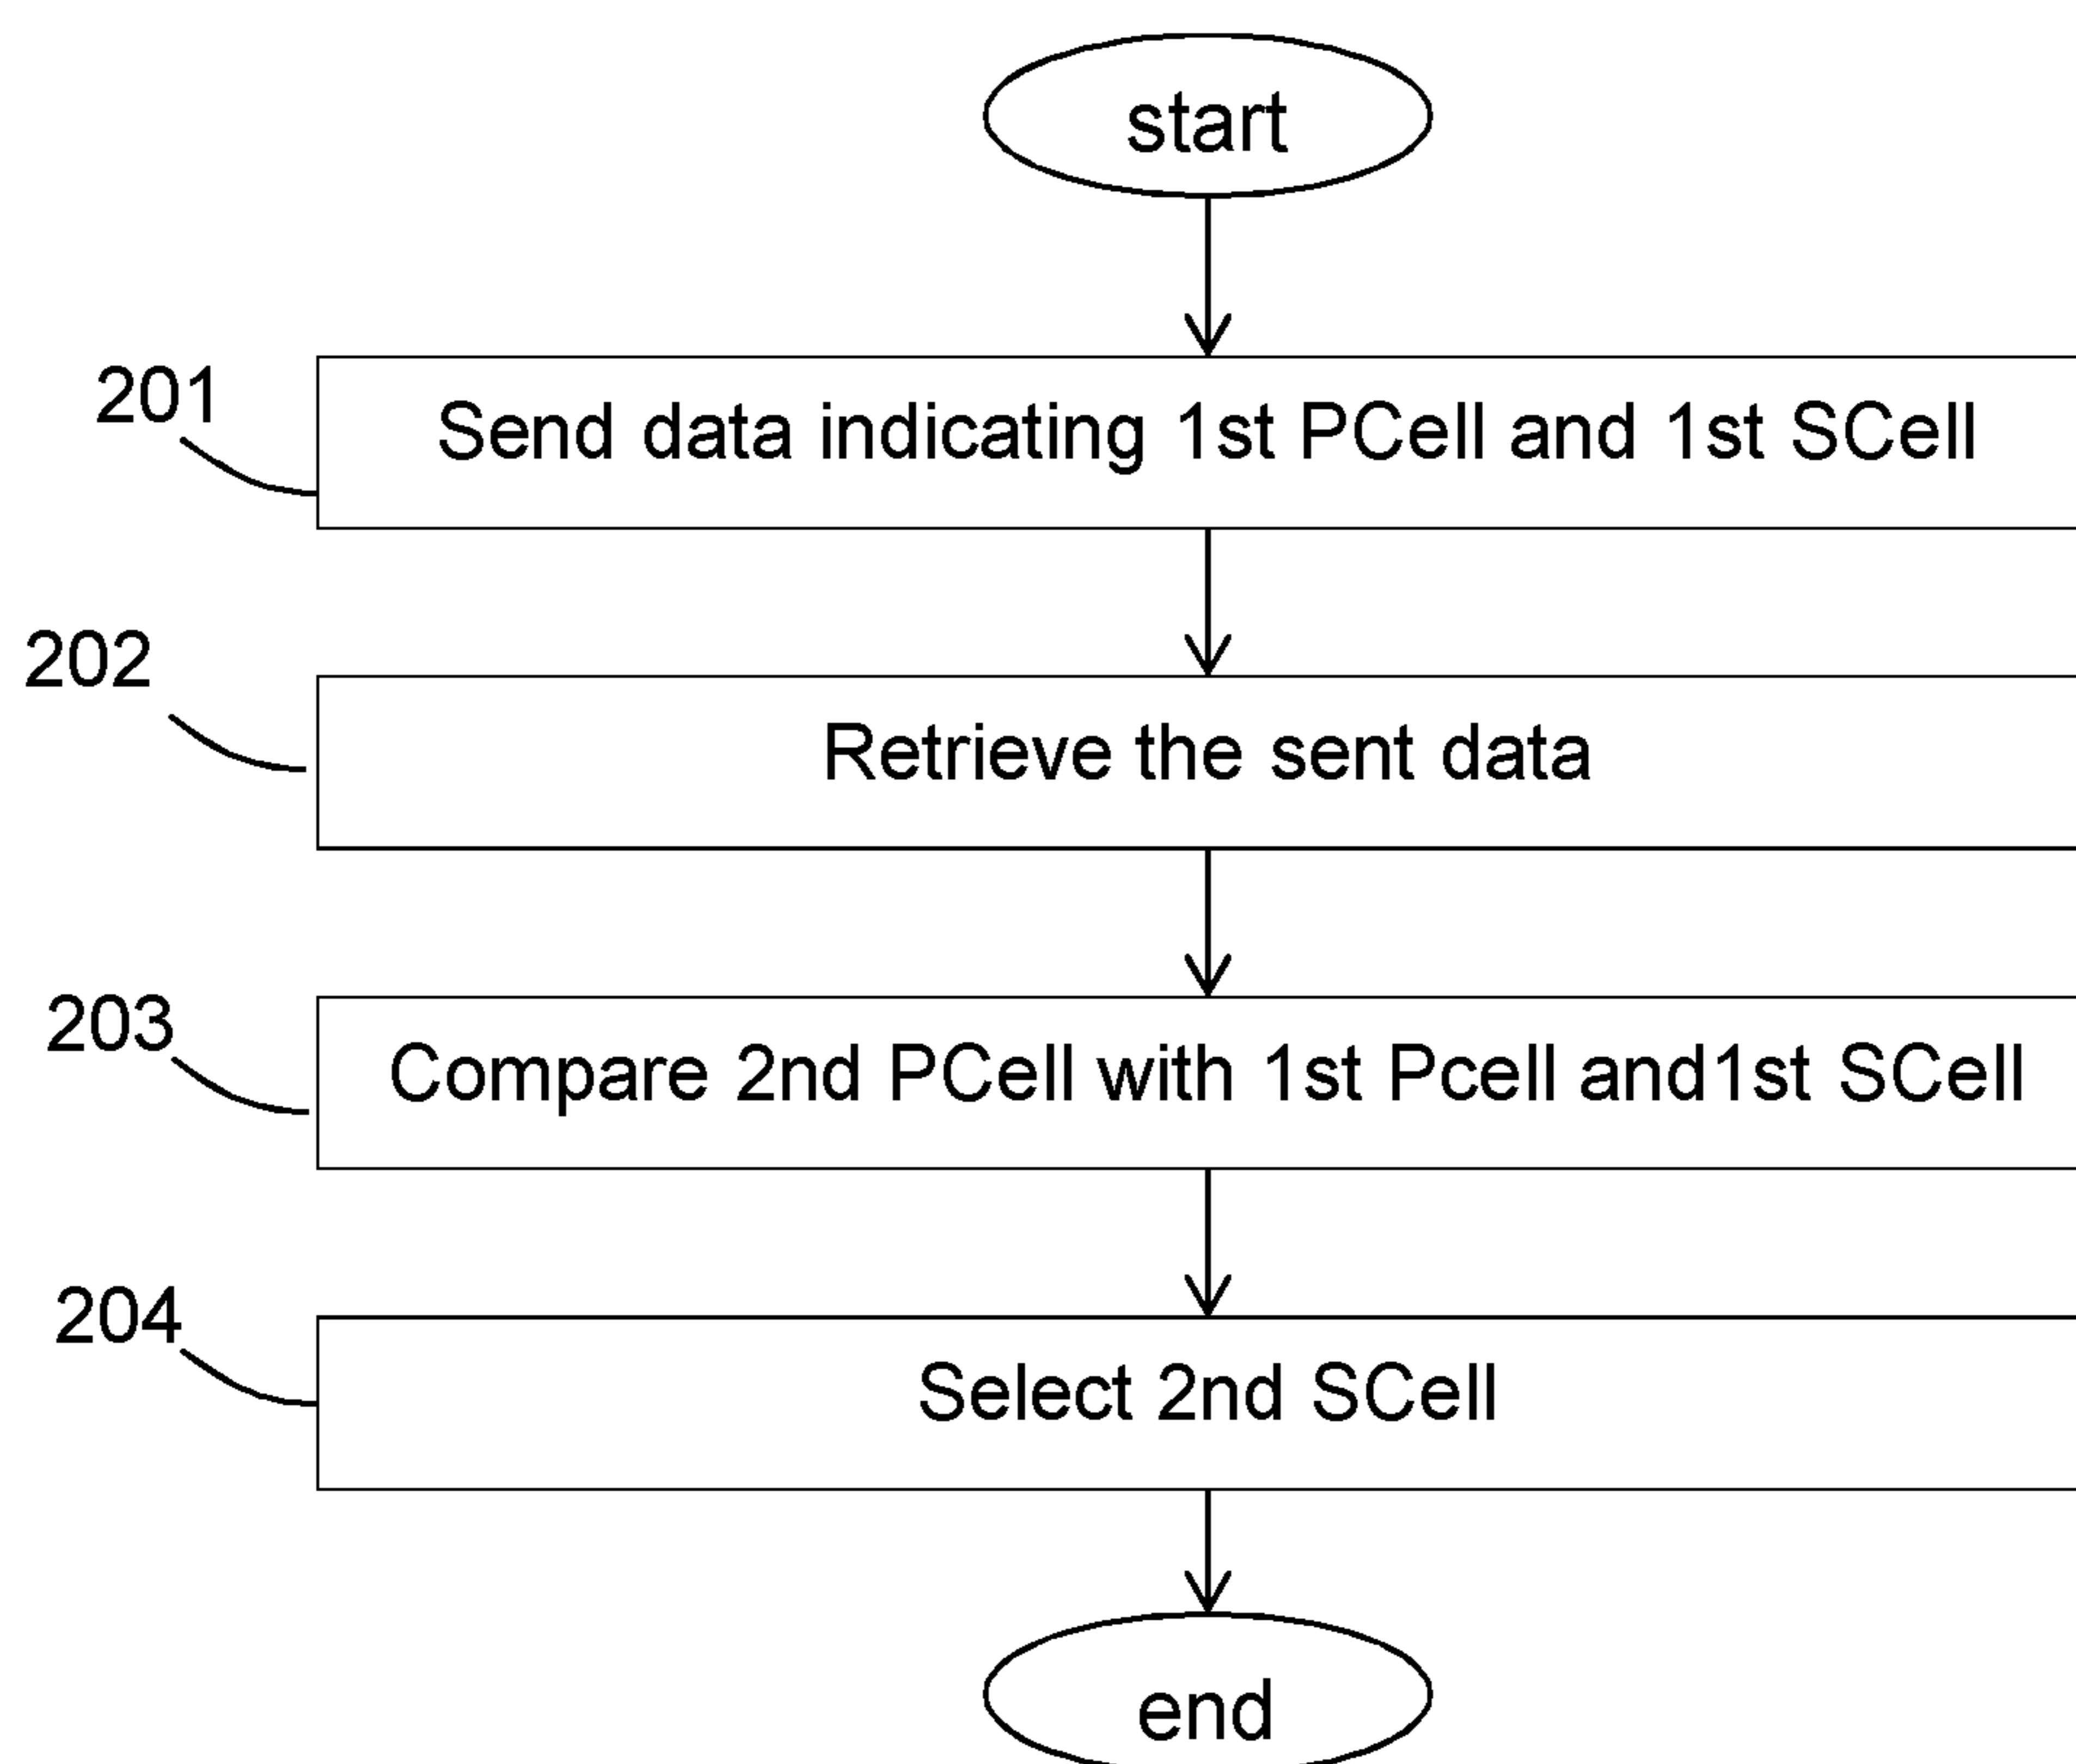 start
201
Send data indicating 1st PCell and 1st SCell
202
Retrieve the sent data
203
Compare 2nd PCell with 1st Pcell and1st SCell
204
Select 2nd SCell
end